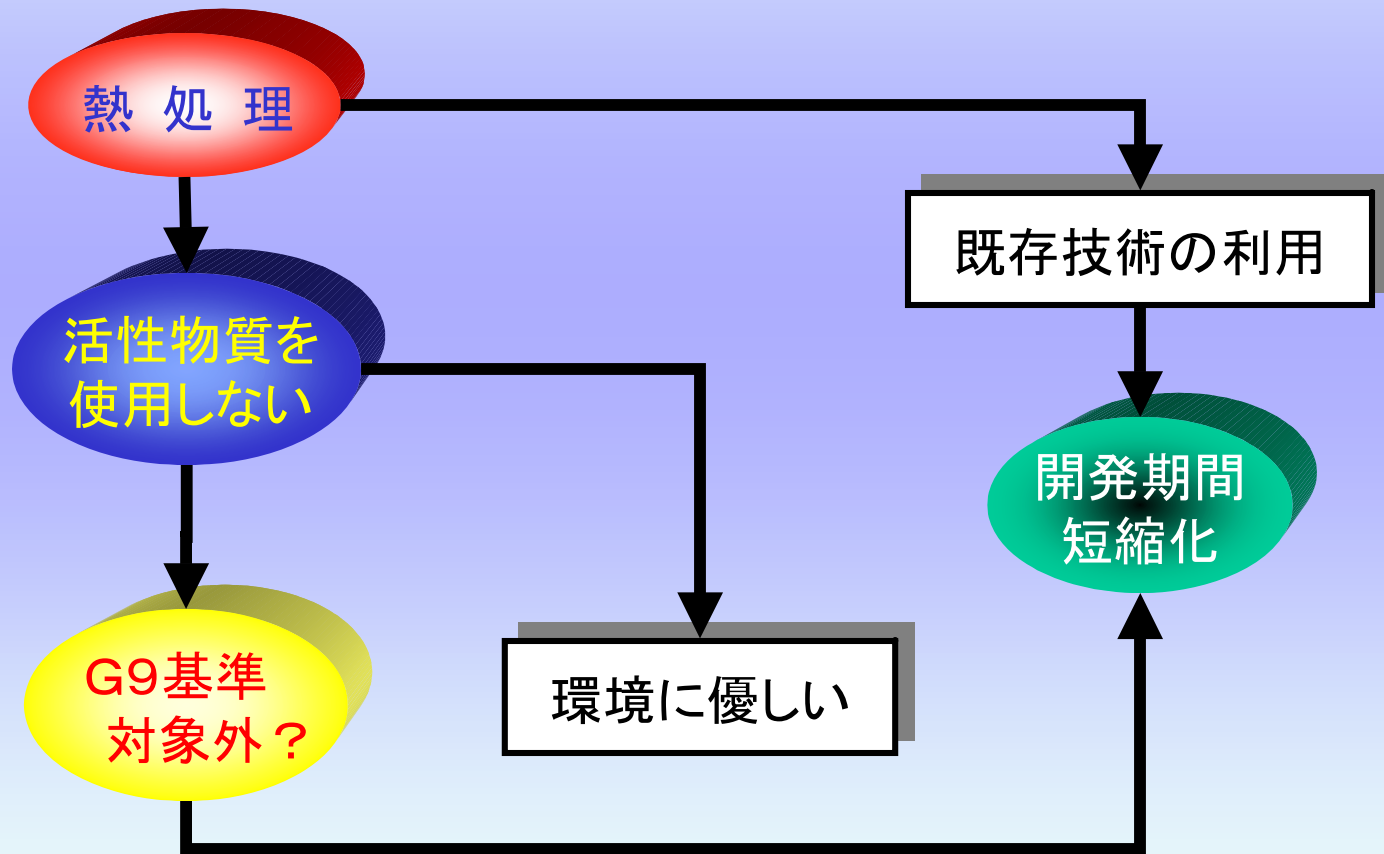 熱 処 理
既存技術の利用
活性物質を
使用しない
開発期間
短縮化
G9基準
対象外？
環境に優しい